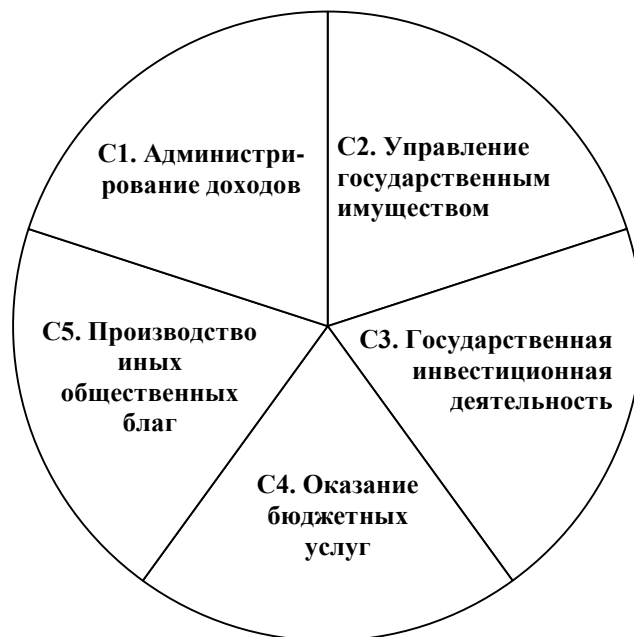 С1. Администри-
рование доходов
С2. Управление
государственным
имуществом
С3. Государственная
инвестиционная
деятельность
С4. Оказание
бюджетных
услуг
С5. Производство
иных
общественных
благ